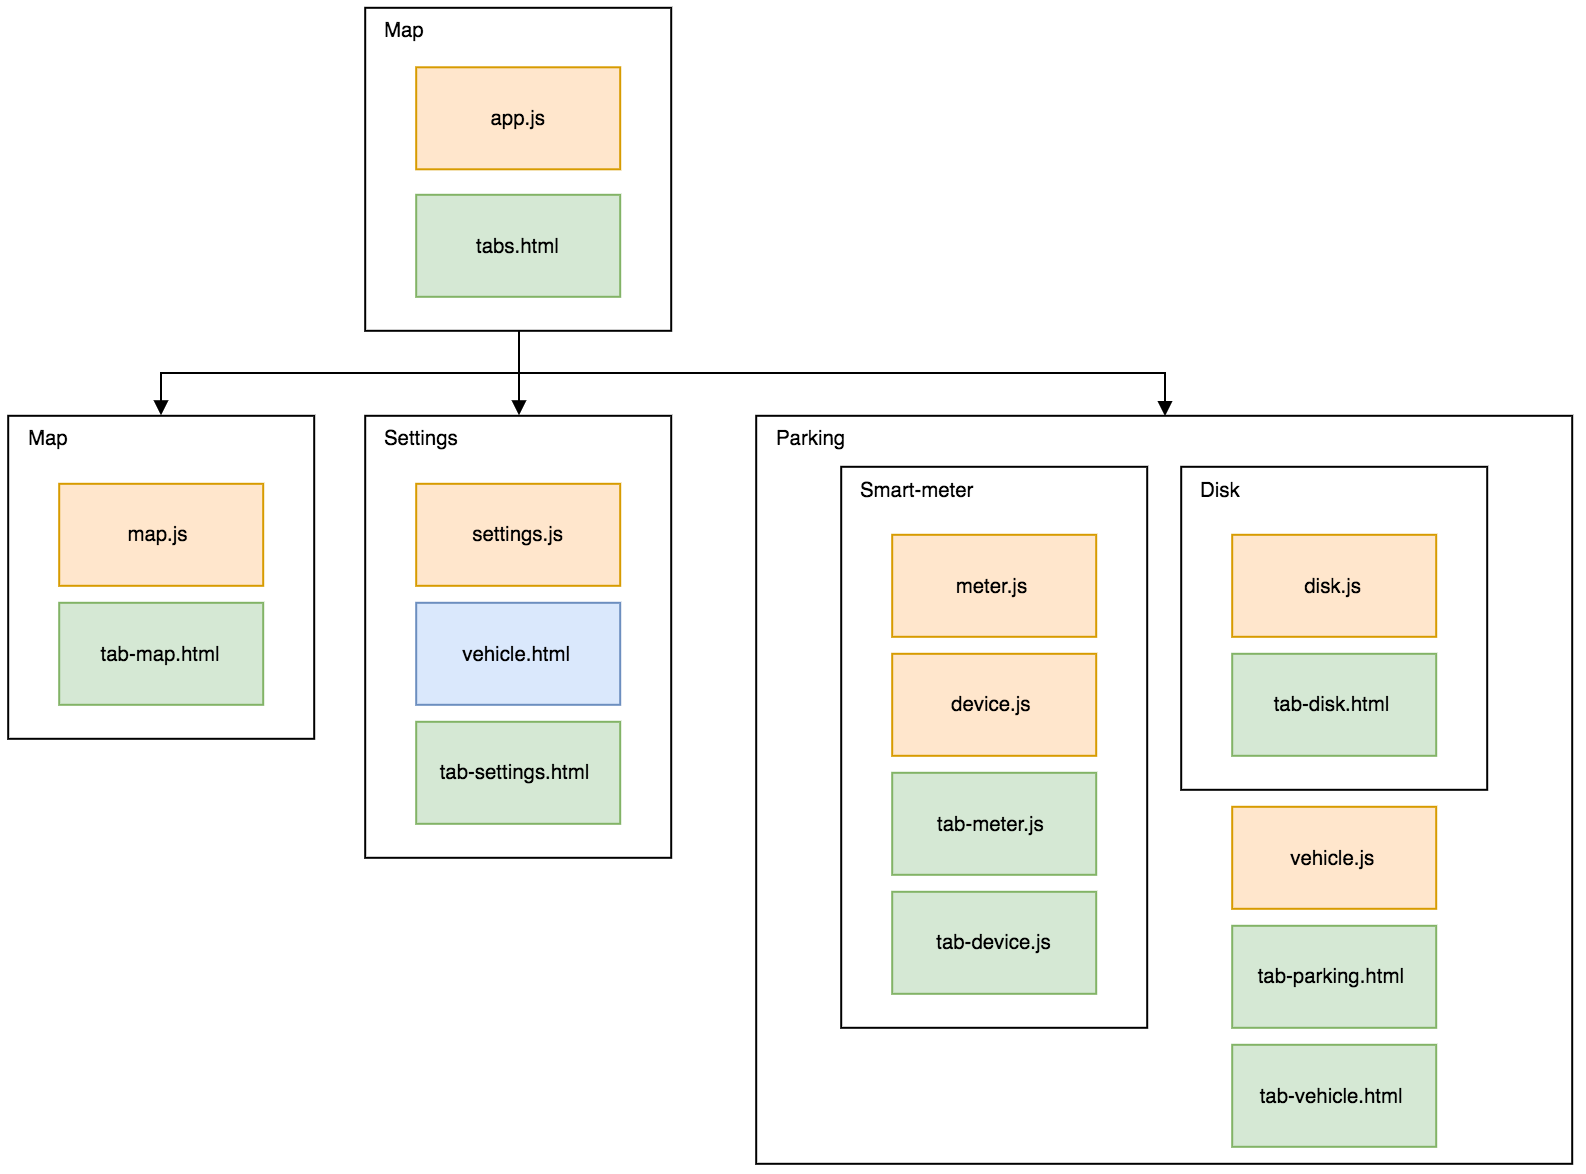 Map
app.js
tabs.html
Map
map.js
tab-map.html
Settings
settings.js
vehicle.html
tab-settings.html
Parking
Smart-meter
meter.js
device.js
tab-meter.js
tab-device.js
Disk
disk.js
tab-disk.html
vehicle.js
tab-parking.html
tab-vehicle.html